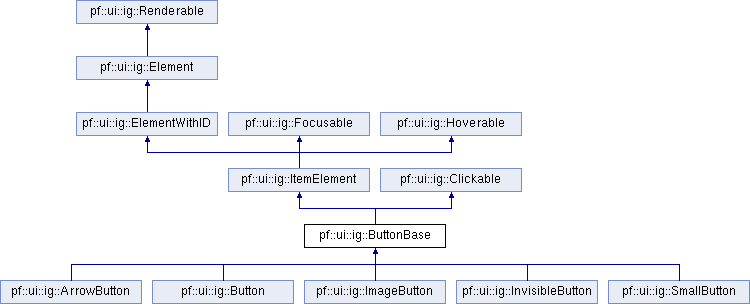 pf::ui::ig::Renderable
pf::ui::ig::Element
pf::ui::ig::ElementWithID
pf::ui::ig::Focusable
pf::ui::ig::Hoverable
pf::ui::ig::ItemElement
pf::ui::ig::Clickable
pf::ui::ig::ButtonBase
pf::ui::ig::ArrowButton
pf::ui::ig::Button
pf::ui::ig::ImageButton
pf::ui::ig::InvisibleButton
pf::ui::ig::SmallButton